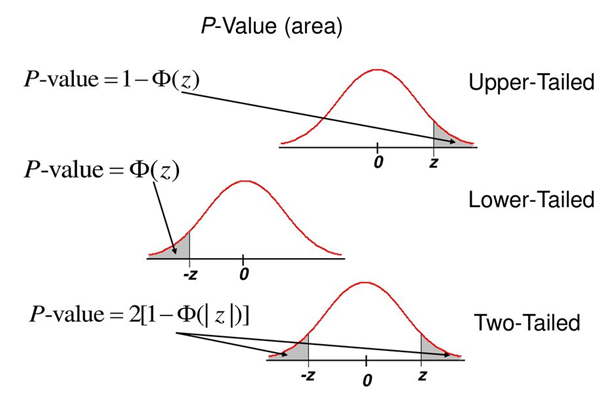 P-Value (area)
P-value = 1 − Φ(z)
Upper-Tailed
0 z
P-value = Φ(z)
Lower-Tailed
-z 0
P-value = 2[1 − Φ(| z |)]
Two-Tailed
-z 0 z